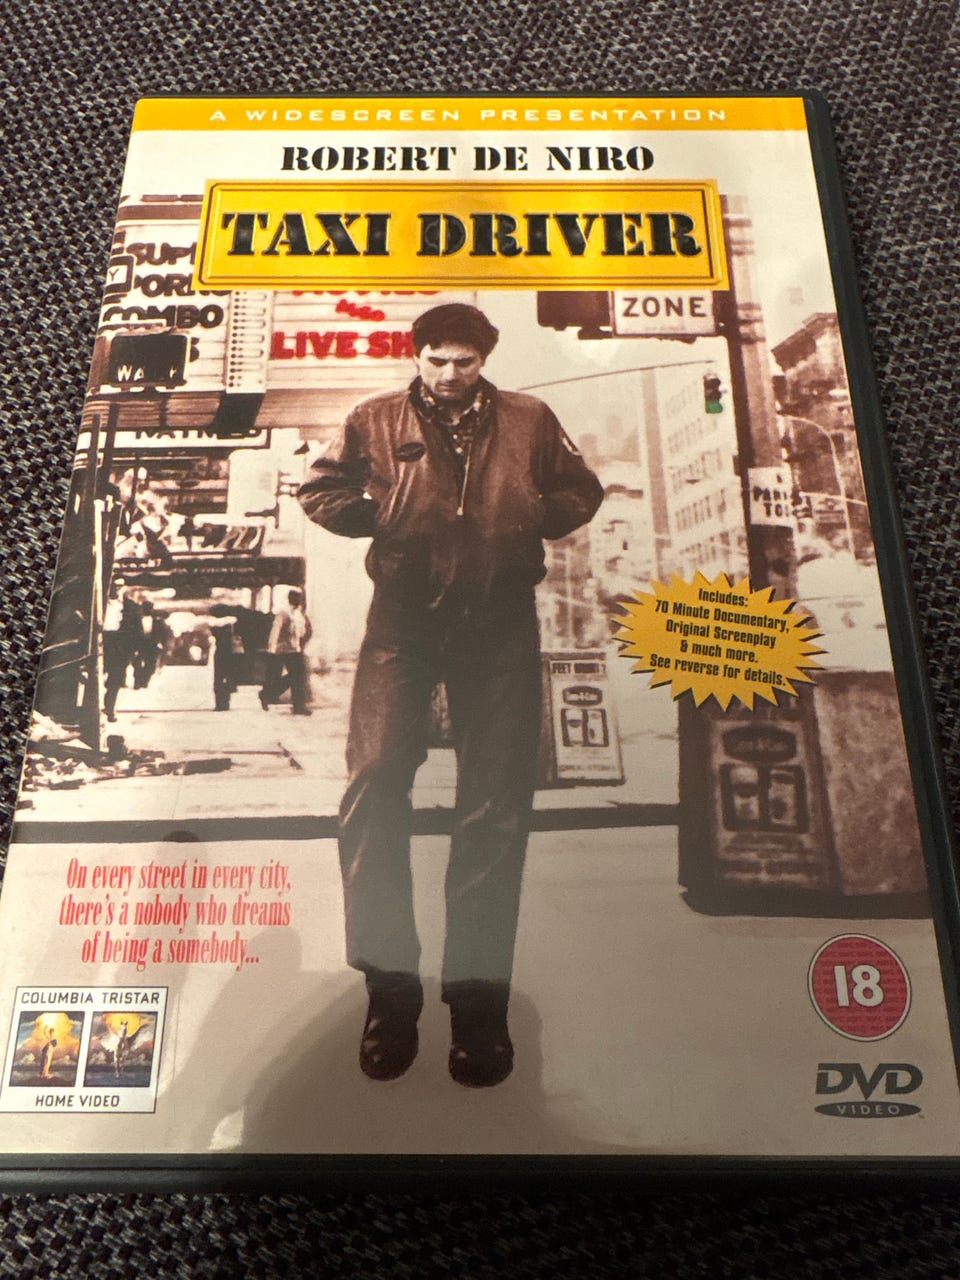 A WIDESCREEN PRESENTATION
ROBERT DE NIRO
TAXI DRIVER
COMBO
LIVE SH
ZONE
Includes:
70 Minute Documentary,
Original Screenplay
& much more.
See reverse for details.
On every street in every city,
there's a nobody who dreams
of being a somebody...
COLUMBIA TRISTAR
HOME VIDEO
18
DVD
VIDEO